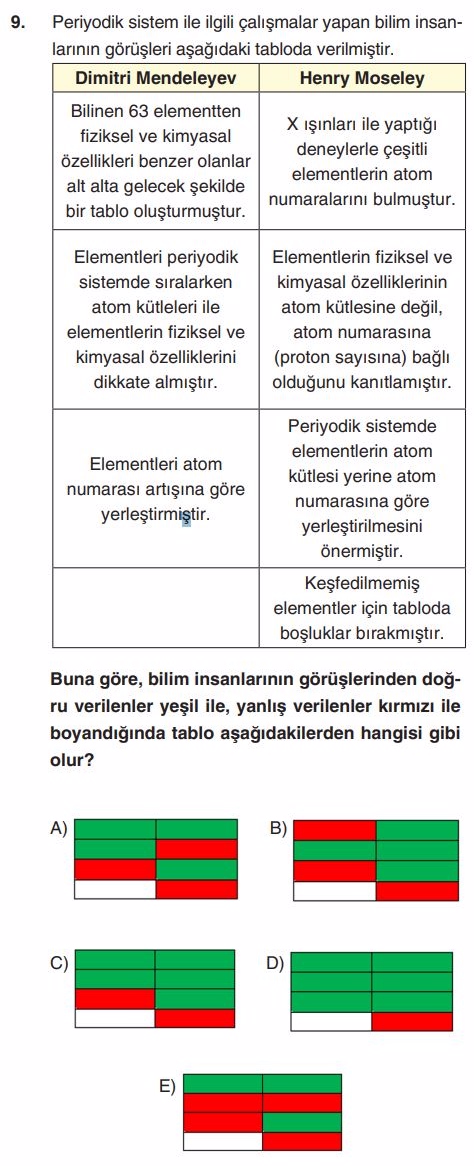 9. Periyodik sistem ile ilgili çalışmalar yapan bilim insan-
larının görüşleri aşağıdaki tabloda verilmiştir.
Dimitri Mendeleyev
Henry Moseley
Bilinen 63 elementten
fiziksel ve kimyasal
özellikleri benzer olanlar
alt alta gelecek şekilde
bir tablo oluşturmuştur.
X ışınları ile yaptığı
deneylerle çeşitli
elementlerin atom
numaralarını bulmuştur.
Elementleri periyodik
sistemde sıralarken
atom kütleleri ile
elementlerin fiziksel ve
kimyasal özelliklerini
dikkate almıştır.
Elementlerin fiziksel ve
kimyasal özelliklerinin
atom kütlesine değil,
atom numarasına
(proton sayısına) bağlı
olduğunu kanıtlamıştır.
Elementleri atom
numarası artışına göre
yerleştirmiştir.
Periyodik sistemde
elementlerin atom
kütlesi yerine atom
numarasına göre
yerleştirilmesini
önermiştir.
Keşfedilmemiş
elementler için tabloda
boşluklar bırakmıştır.
Buna göre, bilim insanlarının görüşlerinden doğ-
ru verilenler yeşil ile, yanlış verilenler kırmızı ile
boyandığında tablo aşağıdakilerden hangisi gibi
olur?
A)
B)
C)
D)
E)